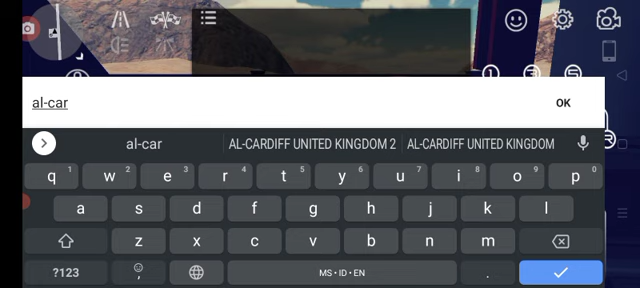 al-car OK
al-car AL-CARDIFF UNITED KINGDOM 2 AL-CARDIFF UNITED KINGDOM
q 1 w 2 e 3 r 4 t 5 y 6 u 7 i 8 o 9 p 0
a s d f g h j k l
z x c v b n m
?123 , MS • ID • EN .